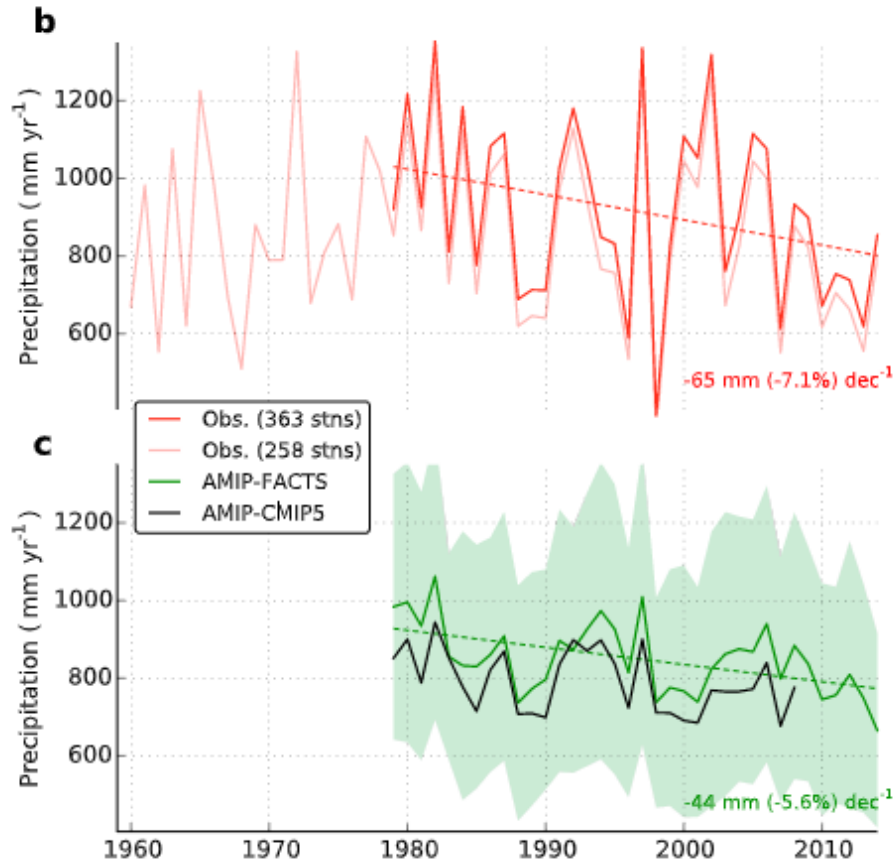 b
Precipitation ( mm yr⁻¹ )
1200
1000
800
600
-65 mm (-7.1%) dec⁻¹
Obs. (363 stns)
Obs. (258 stns)
AMIP-FACTS
AMIP-CMIP5
c
Precipitation ( mm yr⁻¹ )
1200
1000
800
600
-44 mm (-5.6%) dec⁻¹
1960 1970 1980 1990 2000 2010